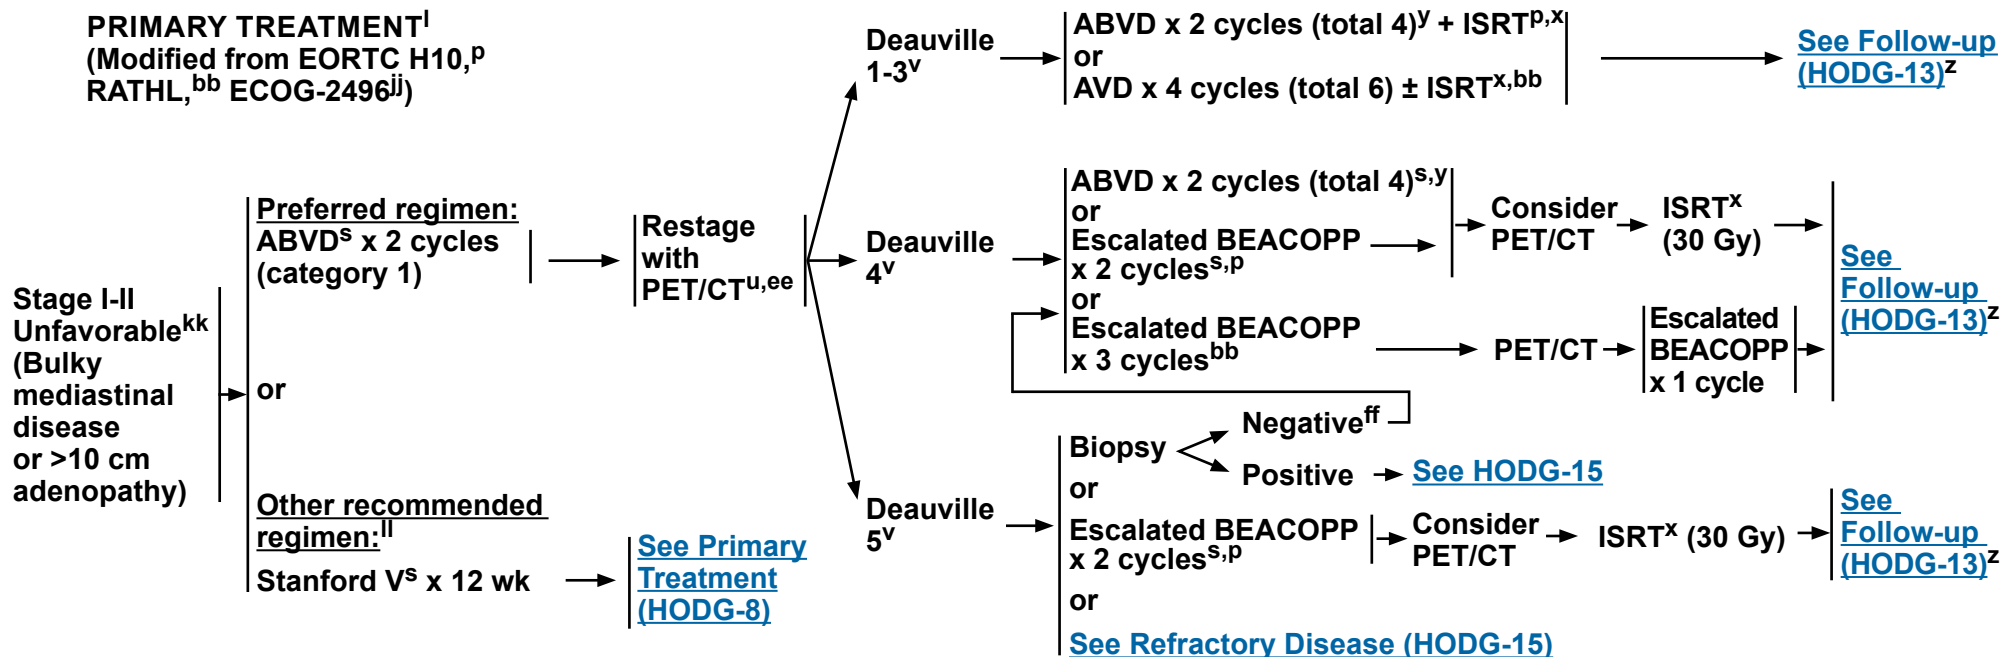 PRIMARY TREATMENTˡ
(Modified from EORTC H10,ᵖ
RATHL,ᵇᵇ ECOG-2496ʲʲ)
Stage I-II
Unfavorableᵏᵏ
(Bulky
mediastinal
disease
or >10 cm
adenopathy)
Preferred regimen:
ABVDˢ x 2 cycles
(category 1)
or
Other recommended
regimen:ˡˡ
Stanford Vˢ x 12 wk
See Primary
Treatment
(HODG-8)
Restage
with
PET/CTᵘ,ᵉᵉ
Deauville
1-3ᵛ
ABVD x 2 cycles (total 4)ʸ + ISRTᵖ,ˣ
or
AVD x 4 cycles (total 6) ± ISRTˣ,ᵇᵇ
See Follow-up
(HODG-13)ᶻ
Deauville
4ᵛ
ABVD x 2 cycles (total 4)ˢ,ʸ
or
Escalated BEACOPP
x 2 cyclesˢ,ᵖ
or
Escalated BEACOPP
x 3 cyclesᵇᵇ
Consider
PET/CT
ISRTˣ
(30 Gy)
PET/CT
Escalated
BEACOPP
x 1 cycle
See
Follow-up
(HODG-13)ᶻ
Deauville
5ᵛ
Biopsy
Negativeᶠᶠ
Positive
See HODG-15
or
Escalated BEACOPP
x 2 cyclesˢ,ᵖ
Consider
PET/CT
ISRTˣ (30 Gy)
See
Follow-up
(HODG-13)ᶻ
or
See Refractory Disease (HODG-15)